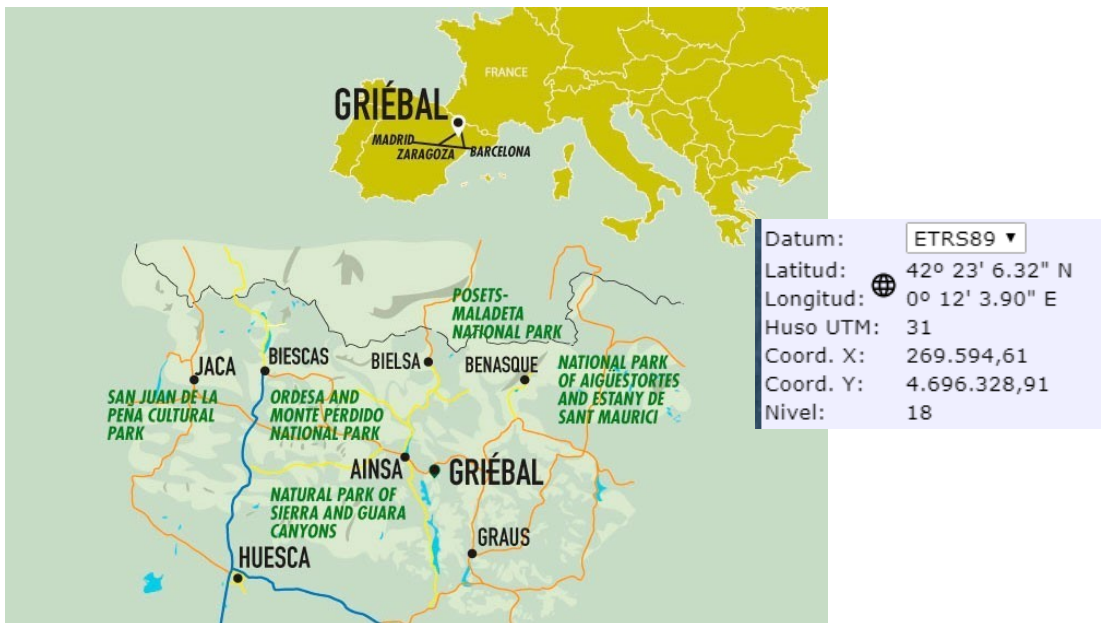 FRANCE
GRIÉBAL
MADRID
ZARAGOZA
BARCELONA
POSETS-
MALADETA
NATIONAL PARK
JACA
BIESCAS
BIELSA
BENASQUE
NATIONAL PARK
OF AIGÜESTORTES
AND ESTANY DE
SANT MAURICI
SAN JUAN DE LA
PEÑA CULTURAL
PARK
ORDESA AND
MONTE PERDIDO
NATIONAL PARK
AINSA
GRIÉBAL
NATURAL PARK OF
SIERRA AND GUARA
CANYONS
GRAUS
HUESCA
Datum: ETRS89 ▼
Latitud: 42º 23' 6.32" N
Longitud: 0º 12' 3.90" E
Huso UTM: 31
Coord. X: 269.594,61
Coord. Y: 4.696.328,91
Nivel: 18